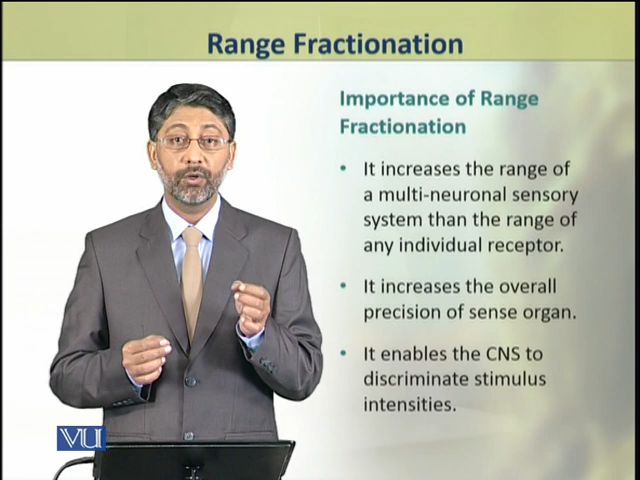 Range Fractionation
Importance of Range
Fractionation
• It increases the range of
a multi-neuronal sensory
system than the range of
any individual receptor.
• It increases the overall
precision of sense organ.
• It enables the CNS to
discriminate stimulus
intensities.
VU